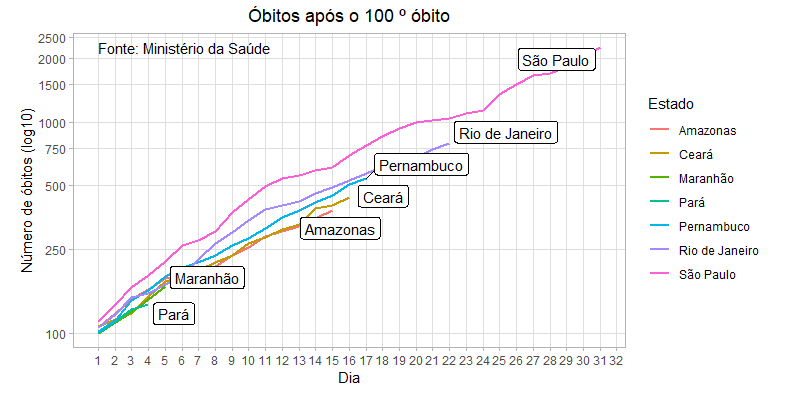 Óbitos após o 100 º óbito
Fonte: Ministério da Saúde
Número de óbitos (log10)
2500
2000
1500
1000
750
500
250
100
São Paulo
Rio de Janeiro
Pernambuco
Ceará
Amazonas
Maranhão
Pará
1 2 3 4 5 6 7 8 9 10 11 12 13 14 15 16 17 18 19 20 21 22 23 24 25 26 27 28 29 30 31 32
Dia
Estado
Amazonas
Ceará
Maranhão
Pará
Pernambuco
Rio de Janeiro
São Paulo